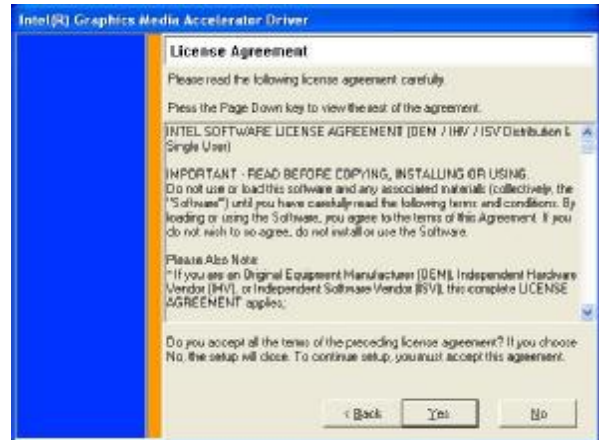 Intel(R) Graphics Media Accelerator Driver
License Agreement
Please read the following license agreement carefully.
Press the Page Down key to view the rest of the agreement.
INTEL SOFTWARE LICENSE AGREEMENT (OEM / IHV / ISV Distribution &
Single User)
IMPORTANT - READ BEFORE COPYING, INSTALLING OR USING.
Do not use or load this software and any associated materials (collectively, the
"Software") until you have carefully read the following terms and conditions. By
loading or using the Software, you agree to the terms of this Agreement. If you
do not wish to so agree, do not install or use the Software.
Please Also Note:
* If you are an Original Equipment Manufacturer (OEM), Independent Hardware
Vendor (IHV), or Independent Software Vendor (ISV), this complete LICENSE
AGREEMENT applies;
Do you accept all the terms of the preceding license agreement? If you choose
No, the setup will close. To continue setup, you must accept this agreement.
< Back
Yes
No